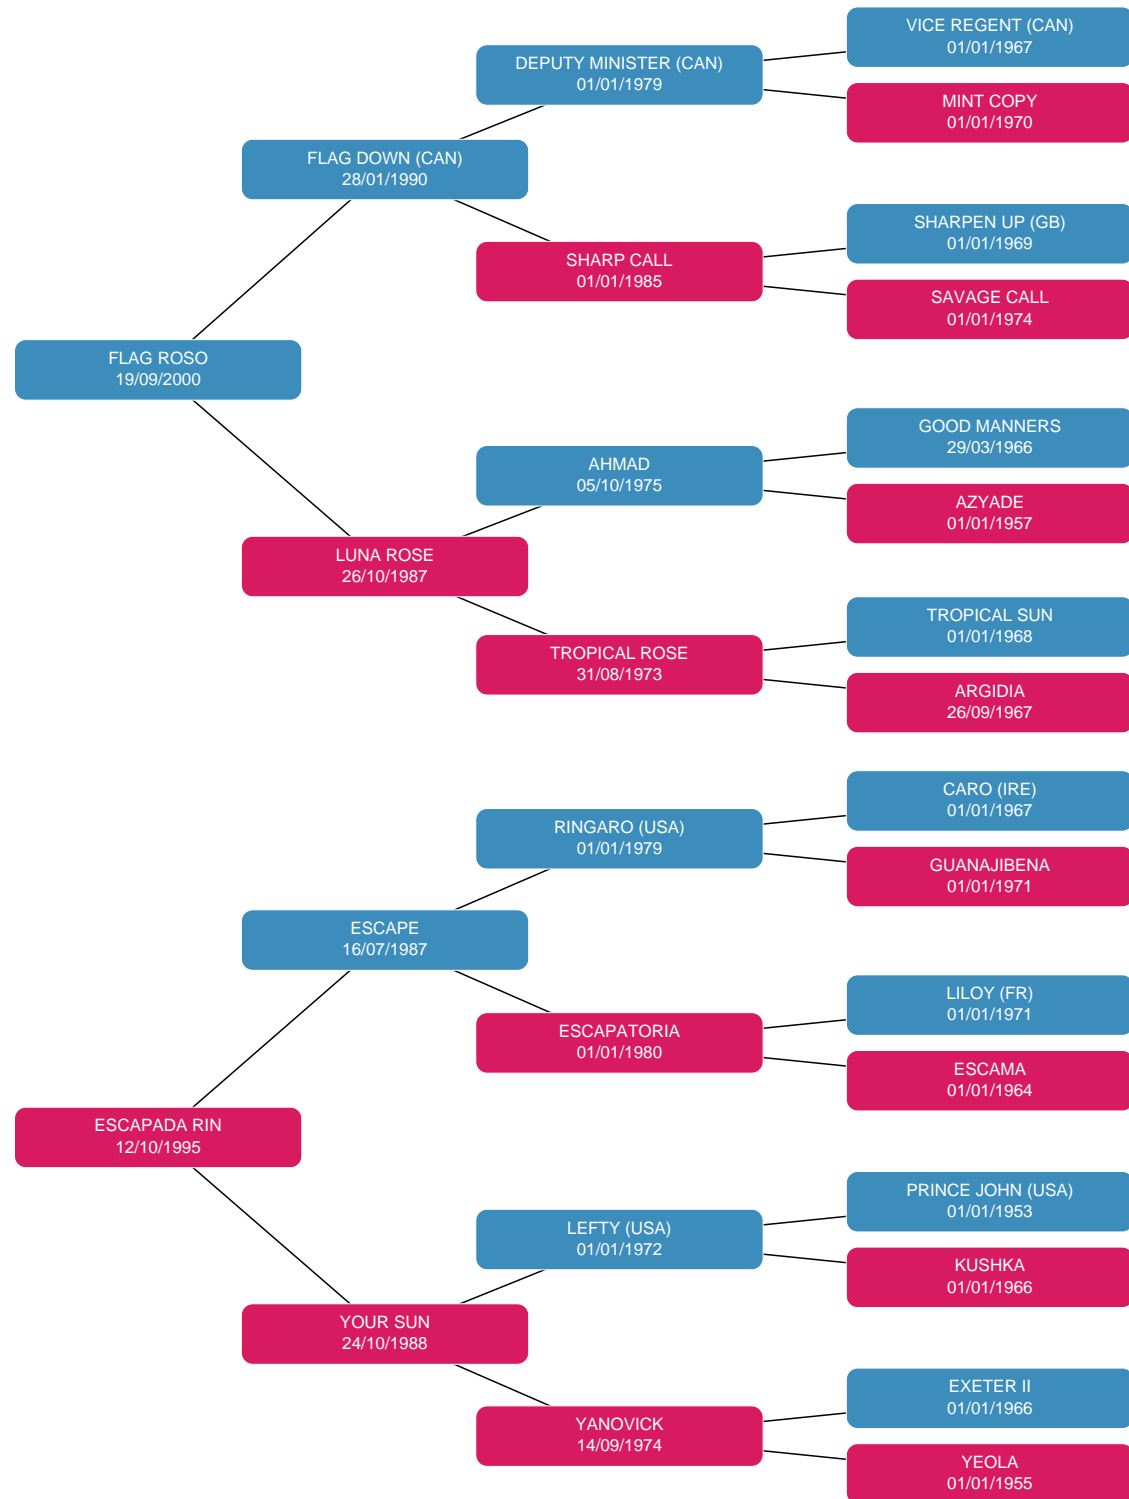 VICE REGENT (CAN)
01/01/1967
DEPUTY MINISTER (CAN)
01/01/1979
MINT COPY
01/01/1970
FLAG DOWN (CAN)
28/01/1990
SHARPEN UP (GB)
01/01/1969
SHARP CALL
01/01/1985
SAVAGE CALL
01/01/1974
FLAG ROSO
19/09/2000
GOOD MANNERS
29/03/1966
AHMAD
05/10/1975
AZYADE
01/01/1957
LUNA ROSE
26/10/1987
TROPICAL SUN
01/01/1968
TROPICAL ROSE
31/08/1973
ARGIDIA
26/09/1967
CARO (IRE)
01/01/1967
RINGARO (USA)
01/01/1979
GUANAJIBENA
01/01/1971
ESCAPE
16/07/1987
LILOY (FR)
01/01/1971
ESCAPATORIA
01/01/1980
ESCAMA
01/01/1964
ESCAPADA RIN
12/10/1995
PRINCE JOHN (USA)
01/01/1953
LEFTY (USA)
01/01/1972
KUSHKA
01/01/1966
YOUR SUN
24/10/1988
EXETER II
01/01/1966
YANOVICK
14/09/1974
YEOLA
01/01/1955